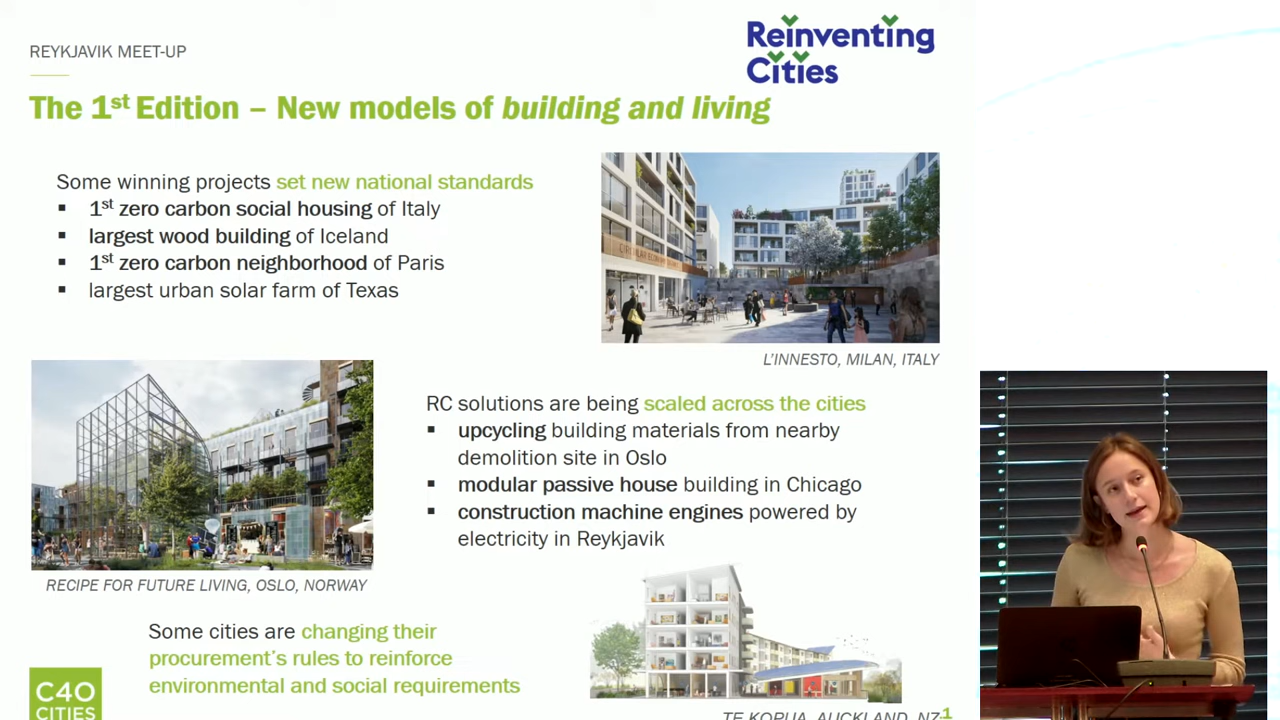 REYKJAVIK MEET-UP
Reinventing
Cities
The 1st Edition – New models of building and living
Some winning projects set new national standards
▪ 1st zero carbon social housing of Italy
▪ largest wood building of Iceland
▪ 1st zero carbon neighborhood of Paris
▪ largest urban solar farm of Texas
L'INNESTO, MILAN, ITALY
RC solutions are being scaled across the cities
▪ upcycling building materials from nearby
demolition site in Oslo
▪ modular passive house building in Chicago
▪ construction machine engines powered by
electricity in Reykjavik
RECIPE FOR FUTURE LIVING, OSLO, NORWAY
Some cities are changing their
procurement's rules to reinforce
environmental and social requirements
C40
CITIES
TE KOPUA, AUCKLAND, NZ
1